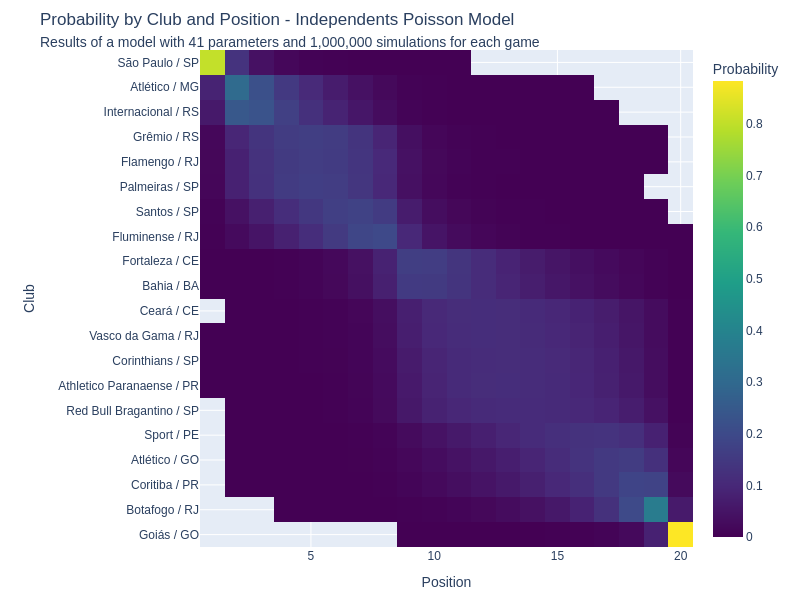 Probability by Club and Position - Independents Poisson Model
Results of a model with 41 parameters and 1,000,000 simulations for each game
Probability
São Paulo / SP
Atlético / MG
Internacional / RS
Grêmio / RS
Flamengo / RJ
Palmeiras / SP
Santos / SP
Fluminense / RJ
Fortaleza / CE
Bahia / BA
Ceará / CE
Vasco da Gama / RJ
Corinthians / SP
Athletico Paranaense / PR
Red Bull Bragantino / SP
Sport / PE
Atlético / GO
Coritiba / PR
Botafogo / RJ
Goiás / GO
Club
5
10
15
20
Position
0.8
0.7
0.6
0.5
0.4
0.3
0.2
0.1
0